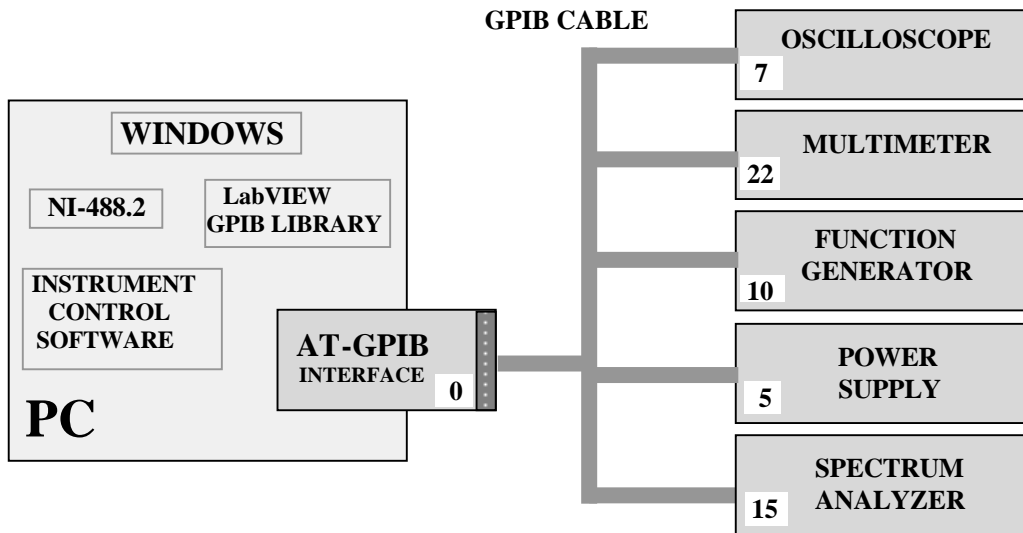 GPIB CABLE
WINDOWS
NI-488.2
LabVIEW
GPIB LIBRARY
INSTRUMENT
CONTROL
SOFTWARE
AT-GPIB
INTERFACE
0
PC
OSCILLOSCOPE
7
MULTIMETER
22
FUNCTION
GENERATOR
10
POWER
SUPPLY
5
SPECTRUM
ANALYZER
15